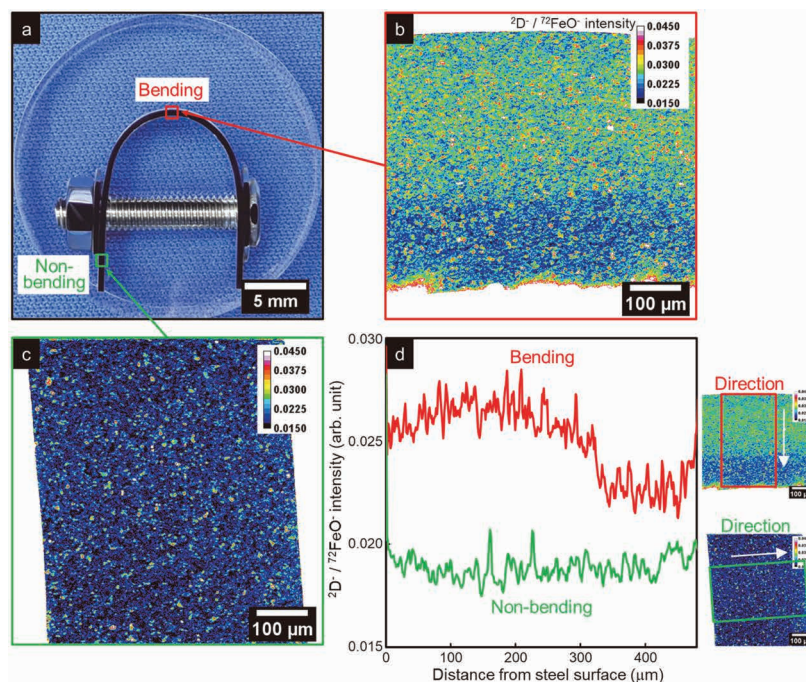 a
Bending
Non-
bending
5 mm
b
²D⁻ / ⁷²FeO⁻ intensity
0.0450
0.0375
0.0300
0.0225
0.0150
100 μm
c
0.0450
0.0375
0.0300
0.0225
0.0150
100 μm
d
²D⁻ / ⁷²FeO⁻ intensity (arb. unit)
0.030
0.025
0.020
0.015
Bending
Non-bending
0
100
200
300
400
Distance from steel surface (μm)
Direction
Direction